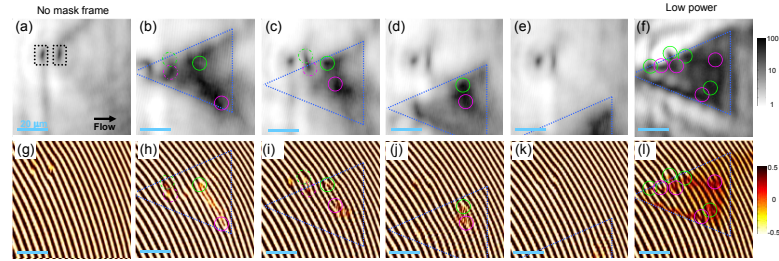 No mask frame
Low power
(a)
(b)
(c)
(d)
(e)
(f)
20 μm
Flow
100
10
1
(g)
(h)
(i)
(j)
(k)
(l)
0.5
0
-0.5